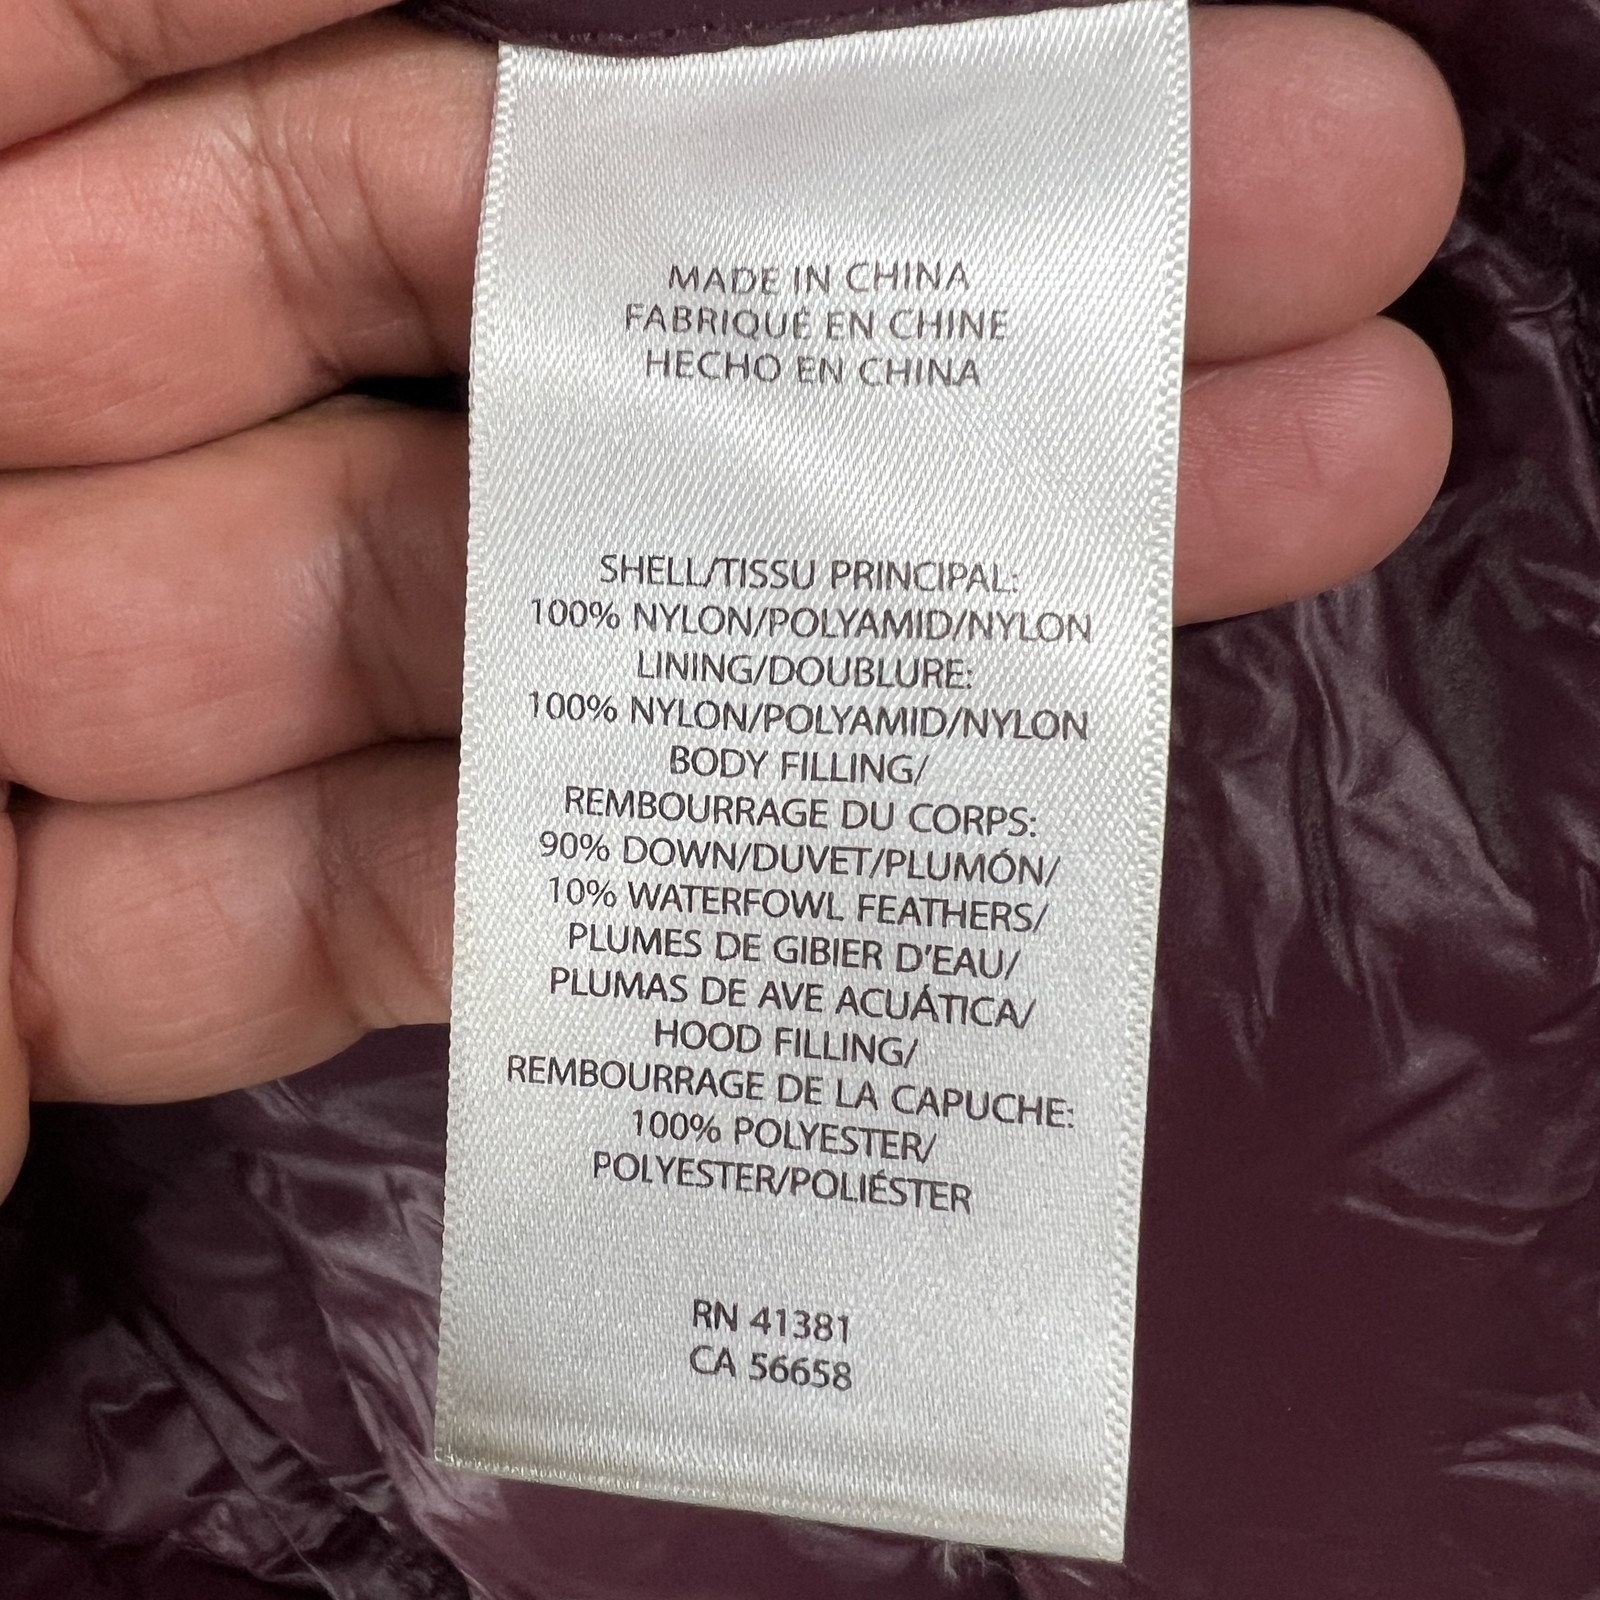 MADE IN CHINA
FABRIQUÉ EN CHINE
HECHO EN CHINA
SHELL/TISSU PRINCIPAL:
100% NYLON/POLYAMID/NYLON
LINING/DOUBLURE:
100% NYLON/POLYAMID/NYLON
BODY FILLING/
REMBOURRAGE DU CORPS:
90% DOWN/DUVET/PLUMÓN/
10% WATERFOWL FEATHERS/
PLUMES DE GIBIER D'EAU/
PLUMAS DE AVE ACUÁTICA/
HOOD FILLING/
REMBOURRAGE DE LA CAPUCHE:
100% POLYESTER/
POLYESTER/POLIÉSTER
RN 41381
CA 56658